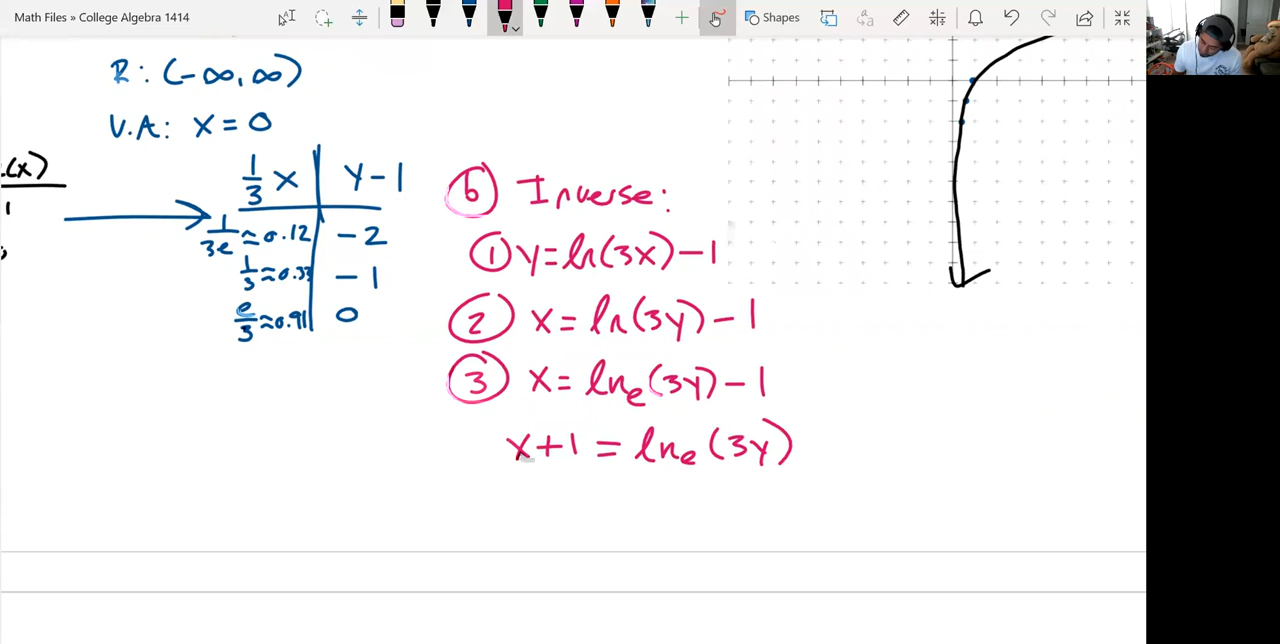 Math Files » College Algebra 1414
Shapes
R: (-∞, ∞)
V.A: x = 0
(x)
1
1/3 x | y - 1
1/3e ≈ 0.12 | -2
1/3 ≈ 0.33 | -1
e/3 ≈ 0.91 | 0
⑥ Inverse:
① y = ln(3x) - 1
② x = ln(3y) - 1
③ x = lnₑ(3y) - 1
x + 1 = lnₑ(3y)